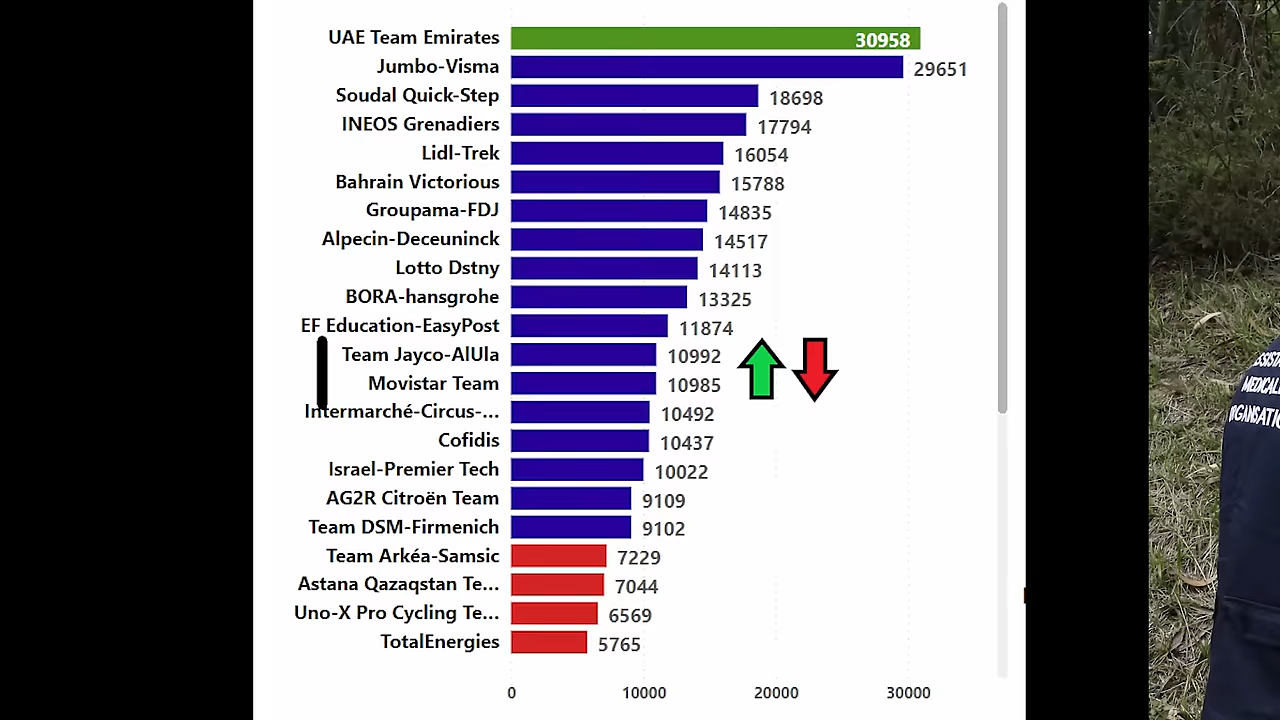 UAE Team Emirates 30958
Jumbo-Visma 29651
Soudal Quick-Step 18698
INEOS Grenadiers 17794
Lidl-Trek 16054
Bahrain Victorious 15788
Groupama-FDJ 14835
Alpecin-Deceuninck 14517
Lotto Dstny 14113
BORA-hansgrohe 13325
EF Education-EasyPost 11874
Team Jayco-AlUla 10992
Movistar Team 10985
Intermarché-Circus-... 10492
Cofidis 10437
Israel-Premier Tech 10022
AG2R Citroën Team 9109
Team DSM-Firmenich 9102
Team Arkéa-Samsic 7229
Astana Qazaqstan Te... 7044
Uno-X Pro Cycling Te... 6569
TotalEnergies 5765
0 10000 20000 30000
MEDICAL